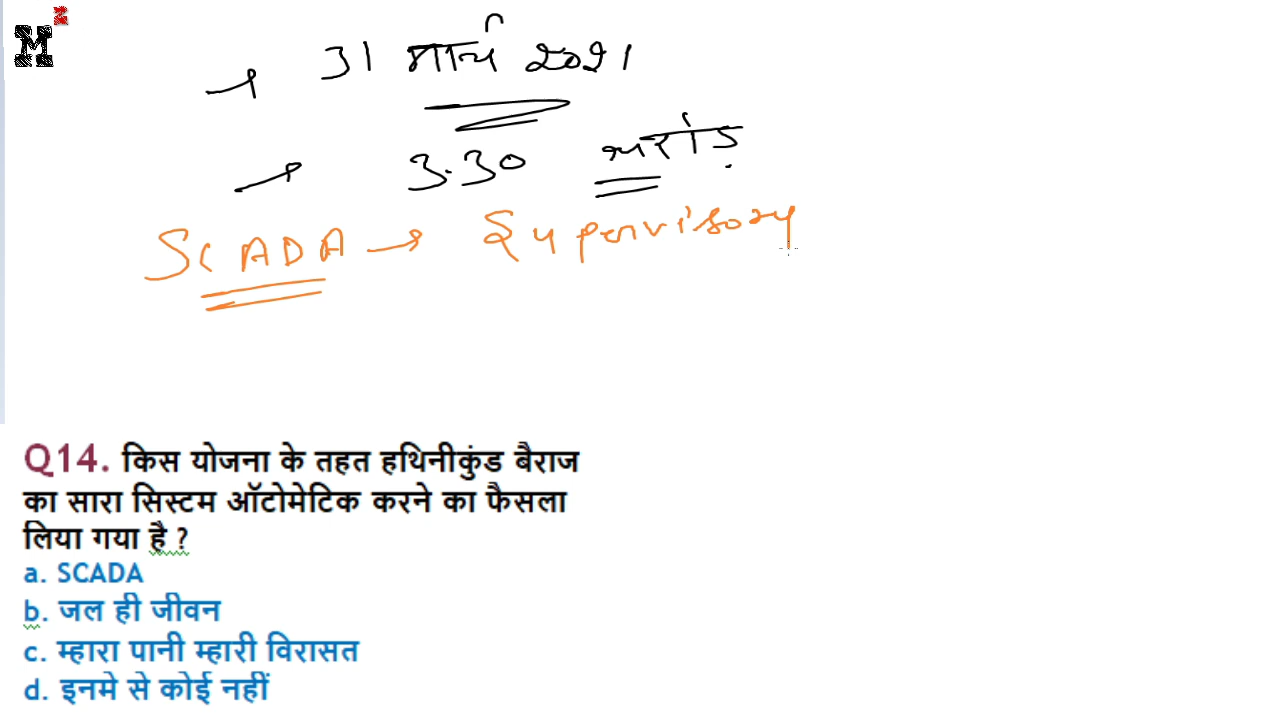 M2
→ 31 मार्च 2021
→ 3.30 करोड़
SCADA → Supervisory
Q14. किस योजना के तहत हथिनीकुंड बैराज
का सारा सिस्टम ऑटोमेटिक करने का फैसला
लिया गया है ?
a. SCADA
b. जल ही जीवन
c. म्हारा पानी म्हारी विरासत
d. इनमे से कोई नहीं